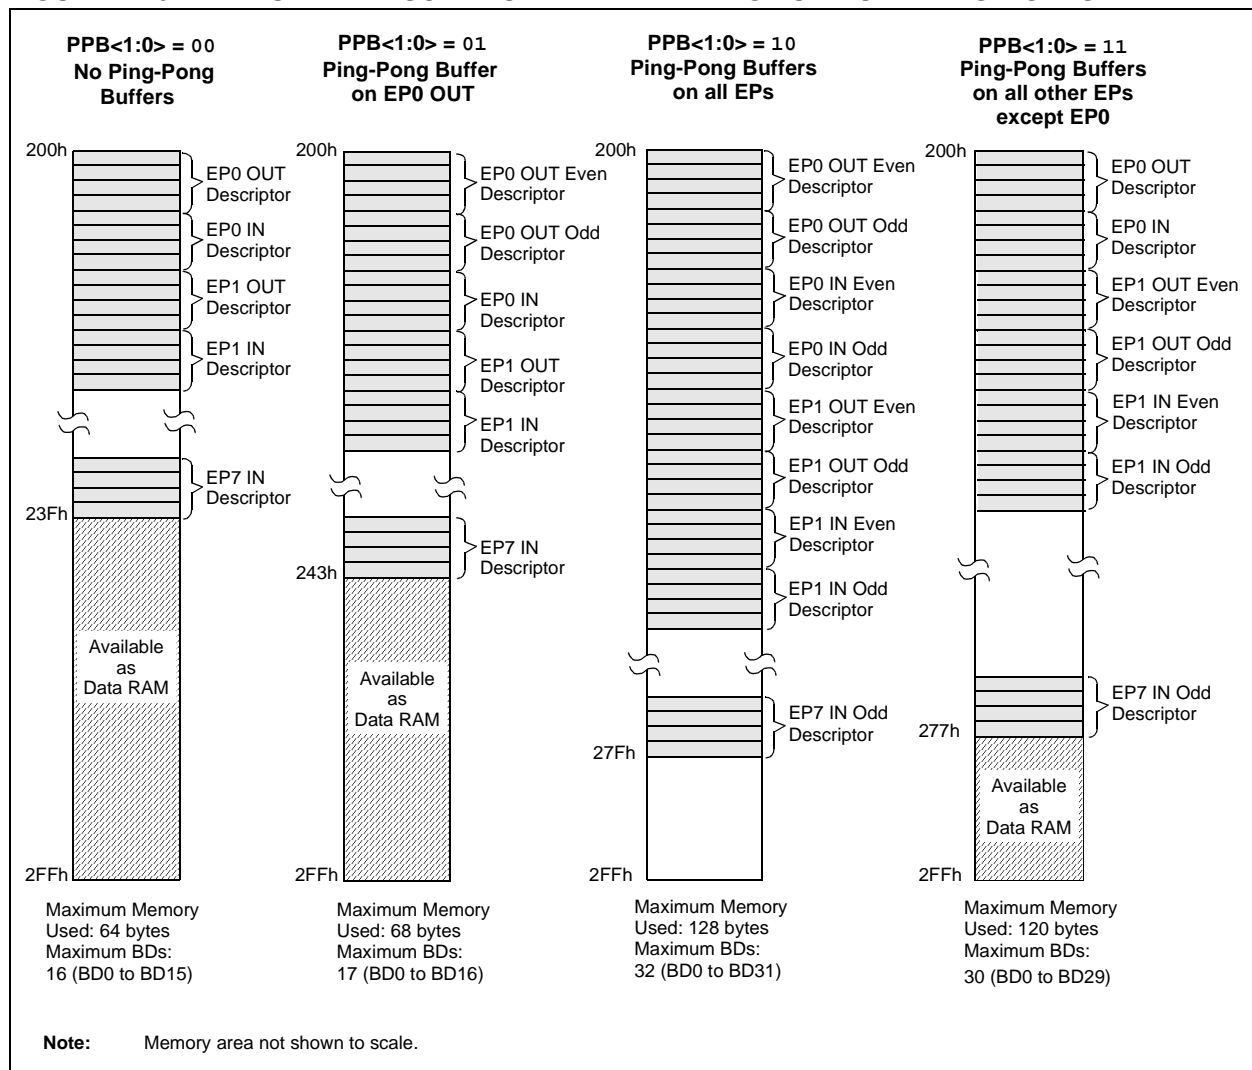 PPB<1:0> = 00
No Ping-Pong
Buffers
200h
EP0 OUT
Descriptor
EP0 IN
Descriptor
EP1 OUT
Descriptor
EP1 IN
Descriptor
EP7 IN
Descriptor
23Fh
Available
as
Data RAM
2FFh
Maximum Memory
Used: 64 bytes
Maximum BDs:
16 (BD0 to BD15)
PPB<1:0> = 01
Ping-Pong Buffer
on EP0 OUT
200h
EP0 OUT Even
Descriptor
EP0 OUT Odd
Descriptor
EP0 IN
Descriptor
EP1 OUT
Descriptor
EP1 IN
Descriptor
EP7 IN
Descriptor
243h
Available
as
Data RAM
2FFh
Maximum Memory
Used: 68 bytes
Maximum BDs:
17 (BD0 to BD16)
PPB<1:0> = 10
Ping-Pong Buffers
on all EPs
200h
EP0 OUT Even
Descriptor
EP0 OUT Odd
Descriptor
EP0 IN Even
Descriptor
EP0 IN Odd
Descriptor
EP1 OUT Even
Descriptor
EP1 OUT Odd
Descriptor
EP1 IN Even
Descriptor
EP1 IN Odd
Descriptor
EP7 IN Odd
Descriptor
27Fh
2FFh
Maximum Memory
Used: 128 bytes
Maximum BDs:
32 (BD0 to BD31)
PPB<1:0> = 11
Ping-Pong Buffers
on all other EPs
except EP0
200h
EP0 OUT
Descriptor
EP0 IN
Descriptor
EP1 OUT Even
Descriptor
EP1 OUT Odd
Descriptor
EP1 IN Even
Descriptor
EP1 IN Odd
Descriptor
EP7 IN Odd
Descriptor
277h
Available
as
Data RAM
2FFh
Maximum Memory
Used: 120 bytes
Maximum BDs:
30 (BD0 to BD29)
Note: Memory area not shown to scale.